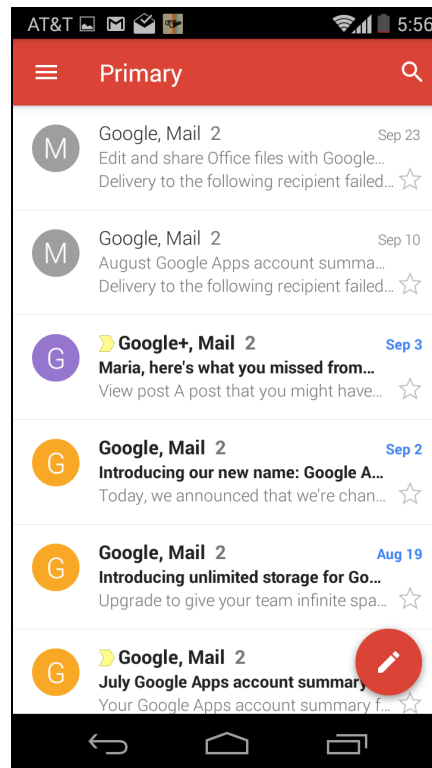 AT&T 5:56
Primary
M Google, Mail 2 Sep 23
Edit and share Office files with Google...
Delivery to the following recipient failed...
M Google, Mail 2 Sep 10
August Google Apps account summa...
Delivery to the following recipient failed...
G Google+, Mail 2 Sep 3
Maria, here's what you missed from...
View post A post that you might have...
G Google, Mail 2 Sep 2
Introducing our new name: Google A...
Today, we announced that we're chan...
G Google, Mail 2 Aug 19
Introducing unlimited storage for Go...
Upgrade to give your team infinite spa...
G Google, Mail 2
July Google Apps account summary
Your Google Apps account summary f...